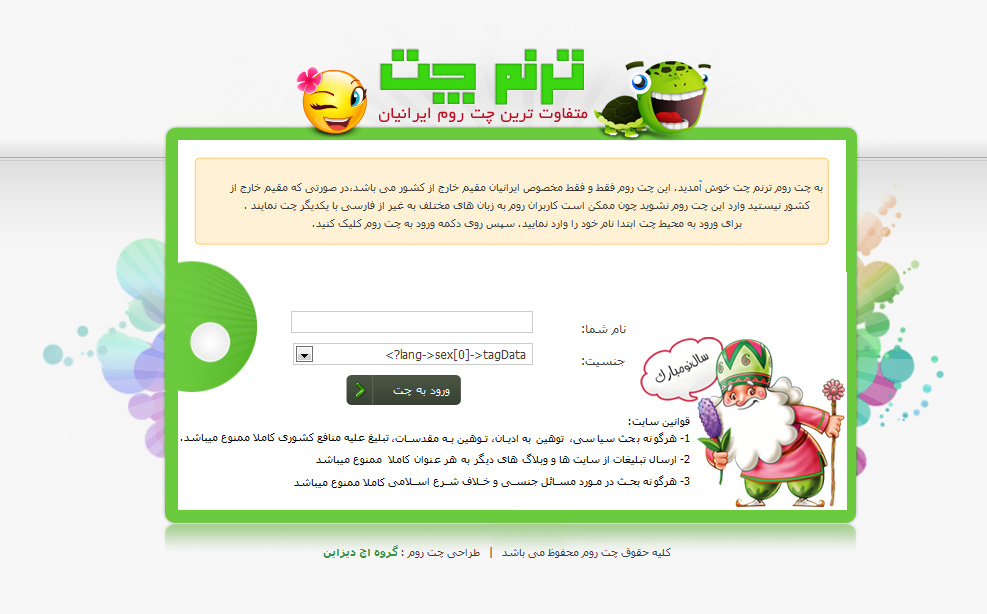 ترنم چت
متفاوت ترین چت روم ایرانیان
به چت روم ترنم چت خوش آمدید. این چت روم فقط و فقط مخصوص ایرانیان مقیم خارج از کشور می باشد،در صورتی که مقیم خارج از
کشور نیستید وارد این چت روم نشوید چون ممکن است کاربران روم به زبان های مختلف به غیر از فارسی با یکدیگر چت نمایند .
برای ورود به محیط چت ابتدا نام خود را وارد نمایید. سپس روی دکمه ورود به چت روم کلیک کنید.
نام شما:
جنسیت:
<?lang->sex[0]->tagData
ورود به چت
سال نو مبارک
قوانین سایت:
1- هرگونه بحث سیاسی، توهین به ادیان، توهین به مقدسات، تبلیغ علیه منافع کشوری کاملا ممنوع میباشد.
2- ارسال تبلیغات از سایت ها و وبلاگ های دیگر به هر عنوان کاملا ممنوع میباشد
3- هرگونه بحث در مورد مسائل جنسی و خلاف شرع اسلامی کاملا ممنوع میباشد
کلیه حقوق چت روم محفوظ می باشد | طراحی چت روم : گروه اچ دیزاین